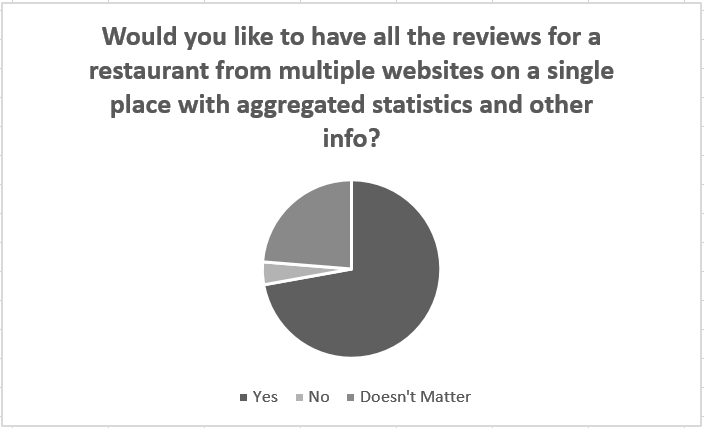 Would you like to have all the reviews for a
restaurant from multiple websites on a single
place with aggregated statistics and other
info?
Yes No Doesn't Matter